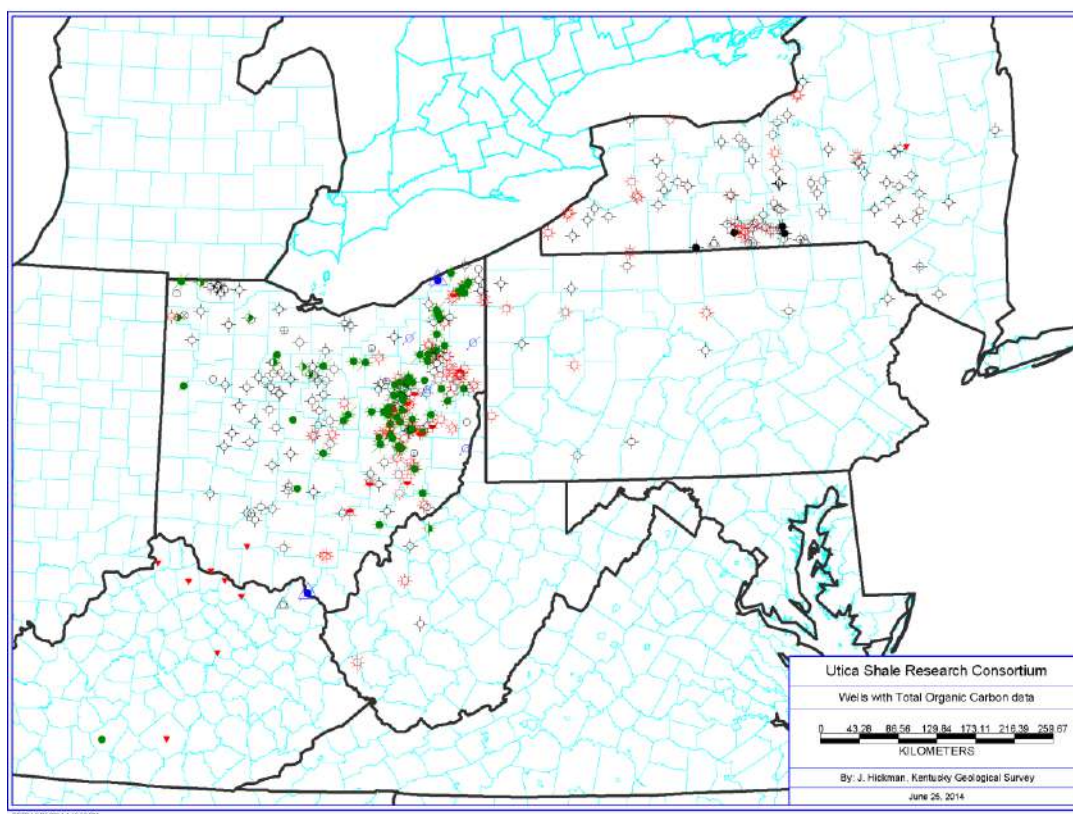 Utica Shale Research Consortium
Wells with Total Organic Carbon data
0 43.28 86.56 129.84 173.11 216.39 259.67
KILOMETERS
By: J. Hickman, Kentusky Geological Survey
June 25, 2014